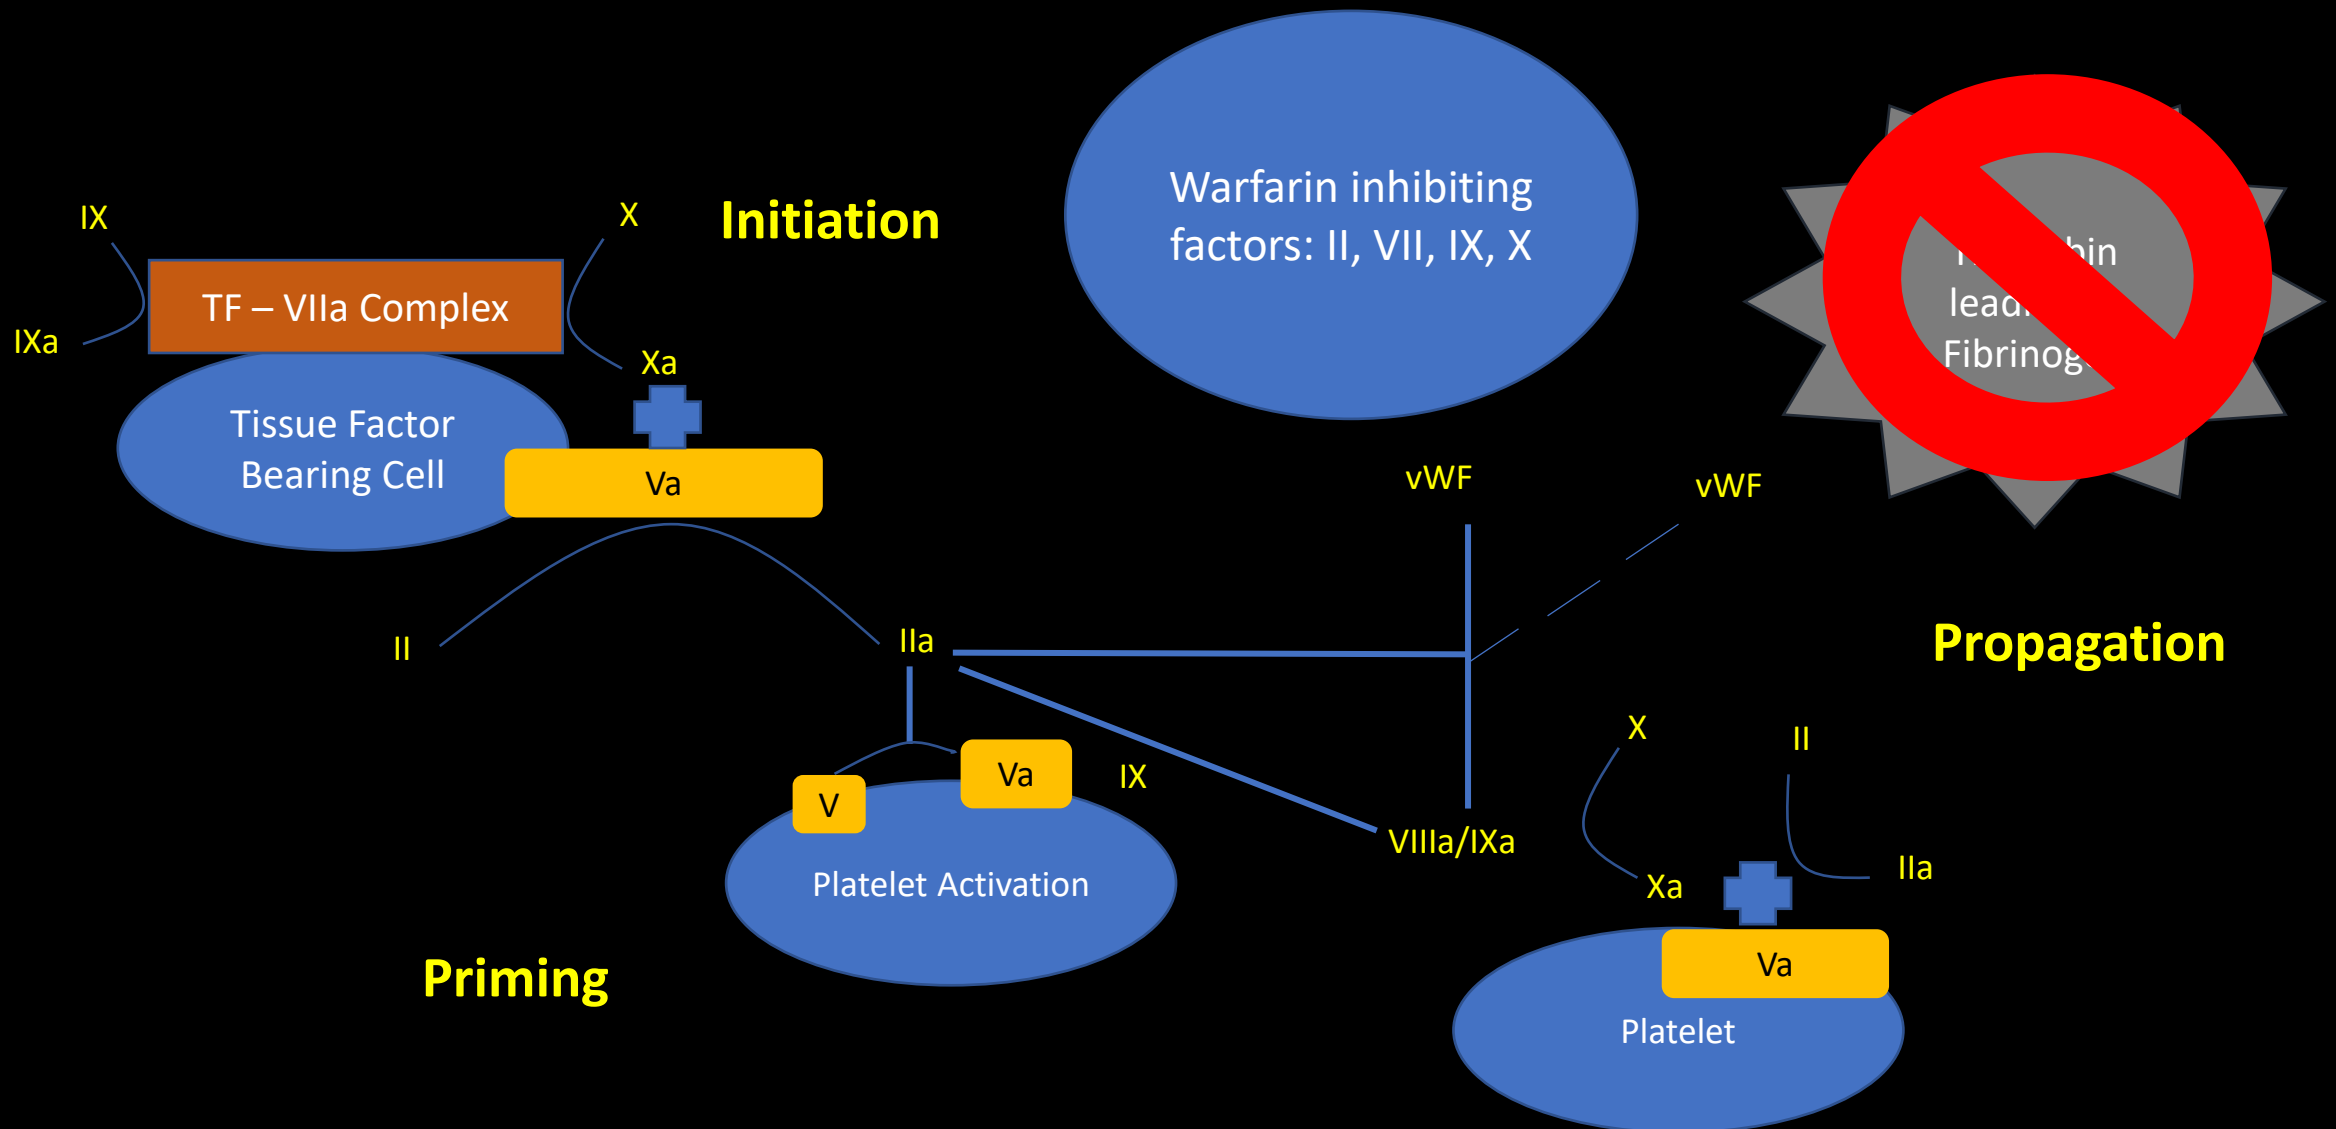 Initiation
IX
X
TF – VIIa Complex
IXa
Xa
Tissue Factor
Bearing Cell
Va
II
IIa
Warfarin inhibiting
factors: II, VII, IX, X
vWF
vWF
Propagation
V
Va
IX
Platelet Activation
Priming
VIIIa/IXa
X
II
Xa
IIa
Va
Platelet